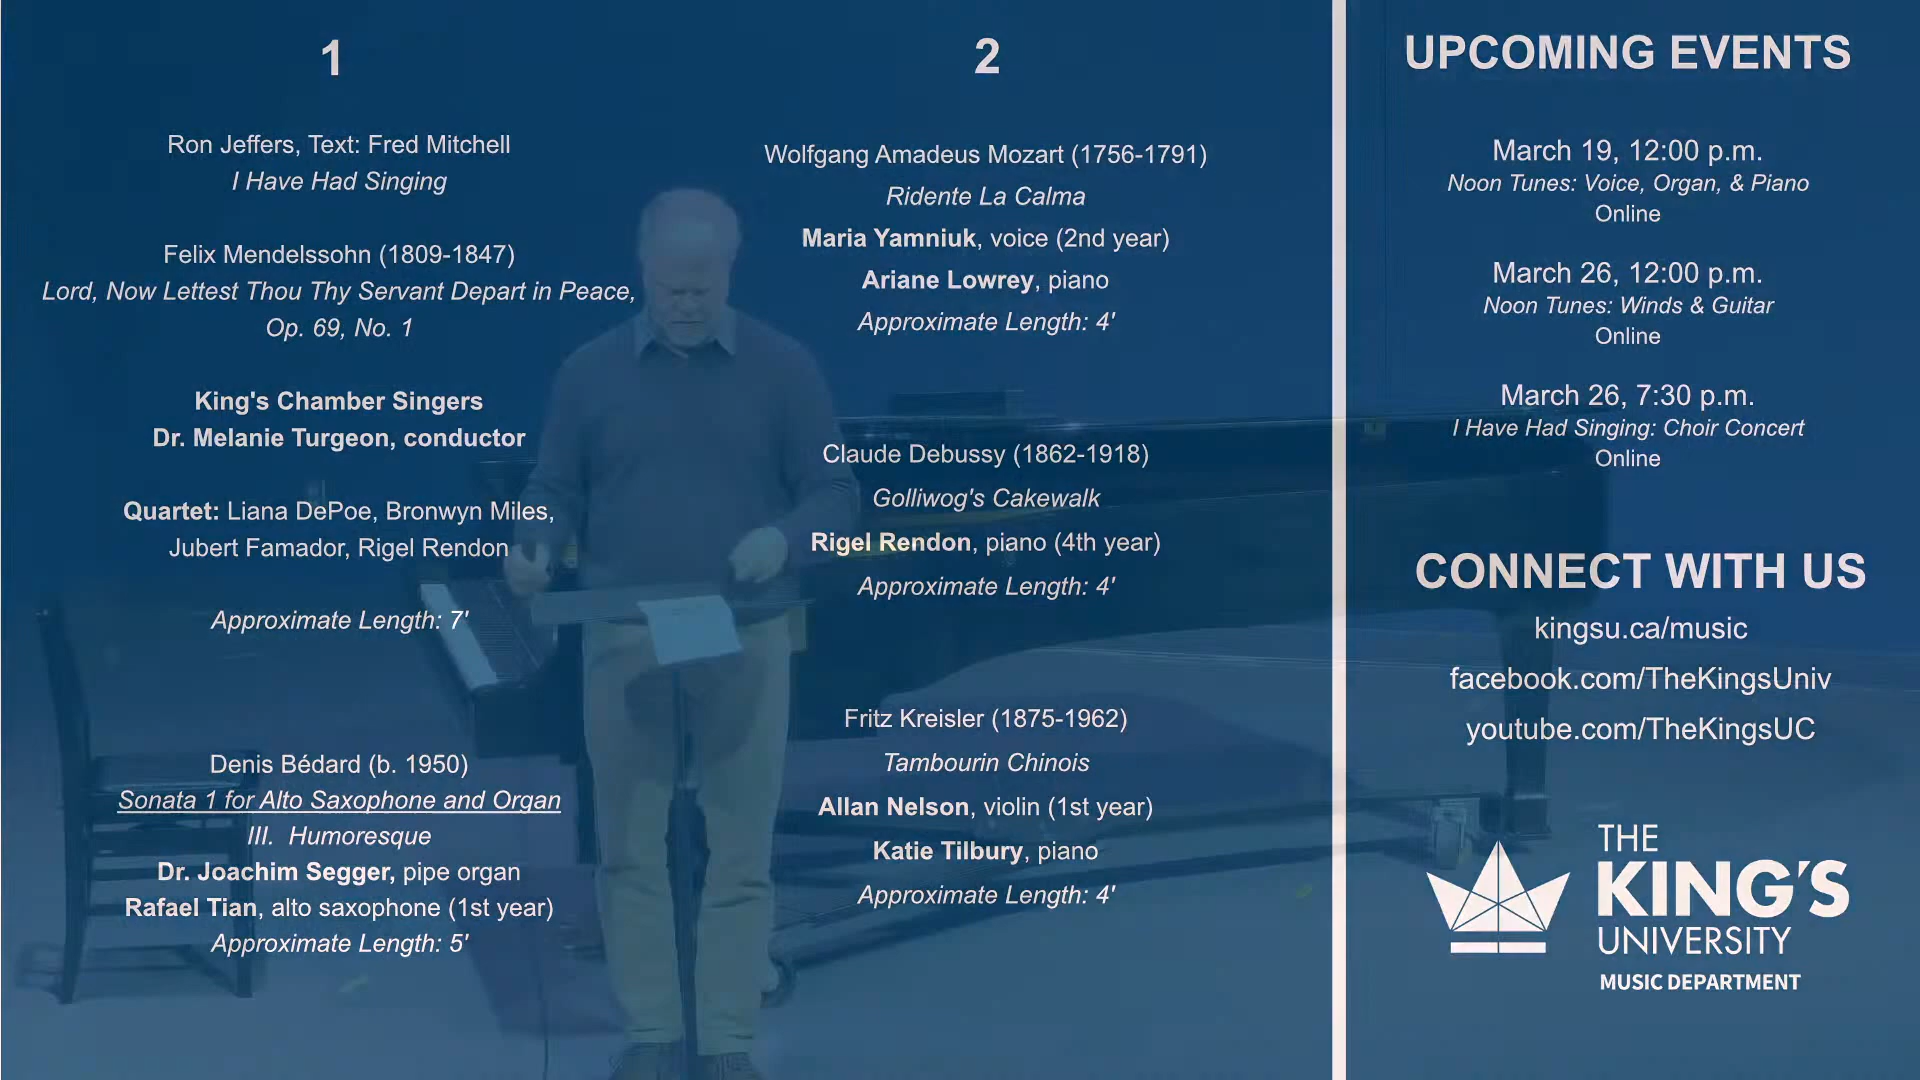 1
Ron Jeffers, Text: Fred Mitchell
I Have Had Singing
Felix Mendelssohn (1809-1847)
Lord, Now Lettest Thou Thy Servant Depart in Peace,
Op. 69, No. 1
King's Chamber Singers
Dr. Melanie Turgeon, conductor
Quartet: Liana DePoe, Bronwyn Miles,
Jubert Famador, Rigel Rendon
Approximate Length: 7'
Denis Bédard (b. 1950)
Sonata 1 for Alto Saxophone and Organ
III. Humoresque
Dr. Joachim Segger, pipe organ
Rafael Tian, alto saxophone (1st year)
Approximate Length: 5'
2
Wolfgang Amadeus Mozart (1756-1791)
Ridente La Calma
Maria Yamniuk, voice (2nd year)
Ariane Lowrey, piano
Approximate Length: 4'
Claude Debussy (1862-1918)
Golliwog's Cakewalk
Rigel Rendon, piano (4th year)
Approximate Length: 4'
Fritz Kreisler (1875-1962)
Tambourin Chinois
Allan Nelson, violin (1st year)
Katie Tilbury, piano
Approximate Length: 4'
UPCOMING EVENTS
March 19, 12:00 p.m.
Noon Tunes: Voice, Organ, & Piano
Online
March 26, 12:00 p.m.
Noon Tunes: Winds & Guitar
Online
March 26, 7:30 p.m.
I Have Had Singing: Choir Concert
Online
CONNECT WITH US
kingsu.ca/music
facebook.com/TheKingsUniv
youtube.com/TheKingsUC
THE
KING'S
UNIVERSITY
MUSIC DEPARTMENT